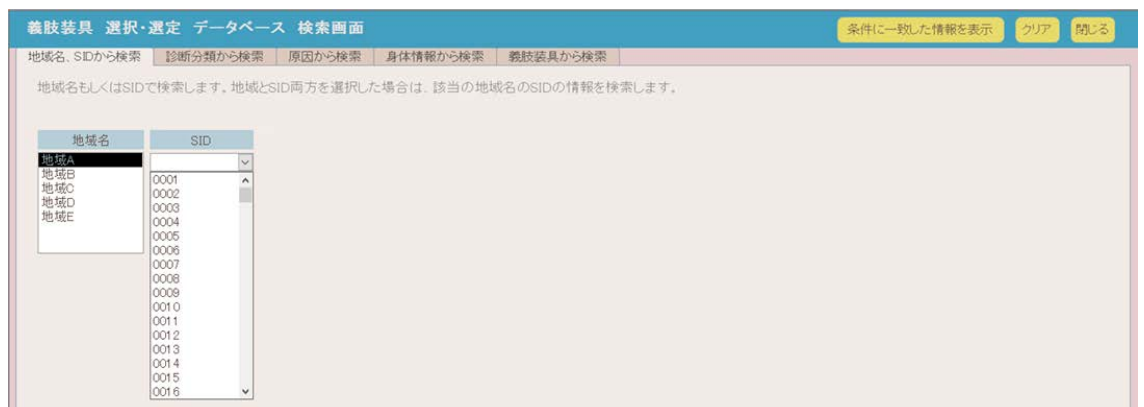 義肢装具 選択・選定 データベース 検索画面
条件に一致した情報を表示 クリア 閉じる
地域名、SIDから検索 診断分類から検索 原因から検索 身体情報から検索 義肢装具から検索
地域名もしくはSIDで検索します。地域とSID両方を選択した場合は、該当の地域名のSIDの情報を検索します。
地域名 SID
地域A
地域B
地域C
地域D
地域E
0001
0002
0003
0004
0005
0006
0007
0008
0009
0010
0011
0012
0013
0014
0015
0016